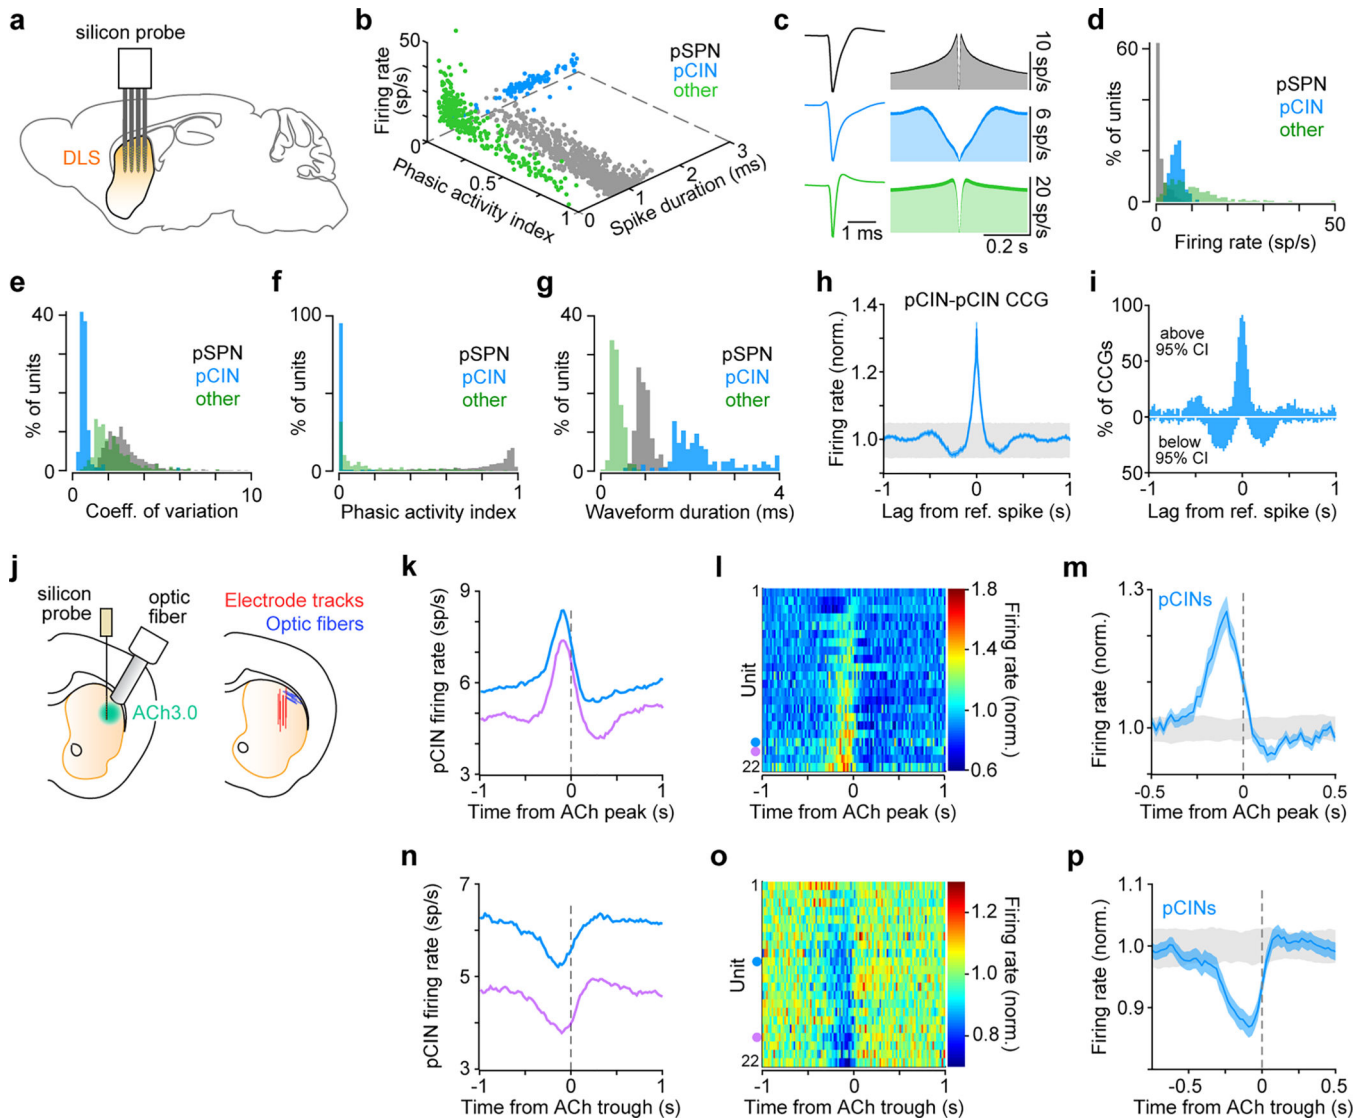 a
silicon probe
DLS
b
Firing rate
(sp/s)
50
0
pSPN
pCIN
other
Phasic activity index
0.5
1
0
1
2
3
Spike duration (ms)
c
10 sp/s
6 sp/s
20 sp/s
1 ms
0.2 s
d
% of units
60
0
0
50
pSPN
pCIN
other
Firing rate (sp/s)
e
% of units
40
0
0
10
pSPN
pCIN
other
Coeff. of variation
f
% of units
100
0
0
1
pSPN
pCIN
other
Phasic activity index
g
% of units
40
0
0
4
pSPN
pCIN
other
Waveform duration (ms)
h
pCIN-pCIN CCG
Firing rate (norm.)
1.4
1.2
1.0
-1
0
1
Lag from ref. spike (s)
i
% of CCGs
100
50
0
50
above
95% CI
below
95% CI
-1
0
1
Lag from ref. spike (s)
j
silicon
probe
optic
fiber
ACh3.0
Electrode tracks
Optic fibers
k
pCIN firing rate (sp/s)
9
6
3
-1
0
1
Time from ACh peak (s)
l
Unit
1
22
-1
0
1
Time from ACh peak (s)
1.8
1.4
1.0
0.6
Firing rate (norm.)
m
pCINs
Firing rate (norm.)
1.3
1.0
-0.5
0
0.5
Time from ACh peak (s)
n
pCIN firing rate (sp/s)
7
5
3
-1
0
1
Time from ACh trough (s)
o
Unit
1
22
-1
0
1
Time from ACh trough (s)
1.2
1.0
0.8
Firing rate (norm.)
p
pCINs
Firing rate (norm.)
1.1
1.0
0.9
-0.5
0
0.5
Time from ACh trough (s)